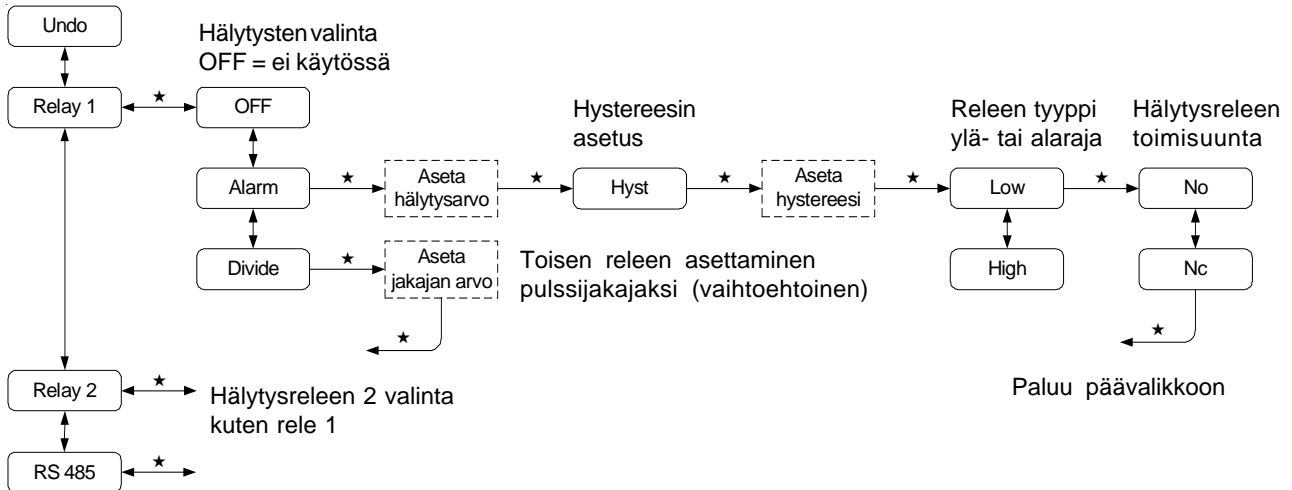 Undo
Hälytysten valinta
OFF = ei käytössä
Relay 1
OFF
Hystereesin
asetus
Releen tyyppi
ylä- tai alaraja
Hälytysreleen
toimisuunta
Alarm
Aseta
hälytysarvo
Hyst
Aseta
hystereesi
Low
No
Divide
Aseta
jakajan arvo
Toisen releen asettaminen
pulssijakajaksi (vaihtoehtoinen)
High
Nc
Relay 2
Hälytysreleen 2 valinta
kuten rele 1
Paluu päävalikkoon
RS 485